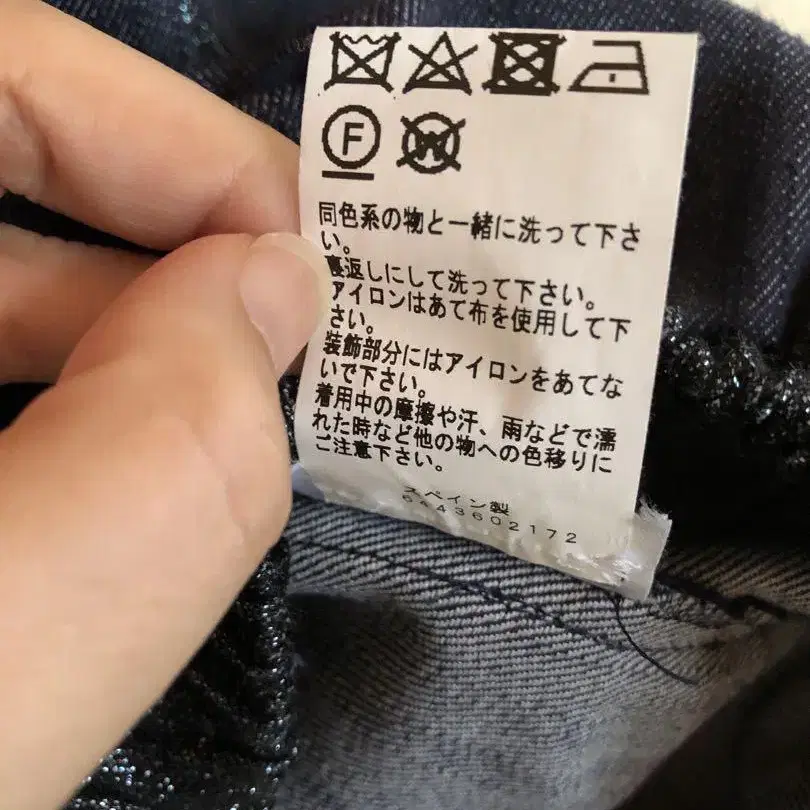 F
W
同色系の物と一緒に洗って下さ
い。
裏返しにして洗って下さい。
アイロンはあて布を使用して下
さい。
装飾部分にはアイロンをあてな
いで下さい。
着用中の摩擦や汗、雨などで濡
れた時など他の物への色移りに
ご注意下さい。
スペイン製
6443602172